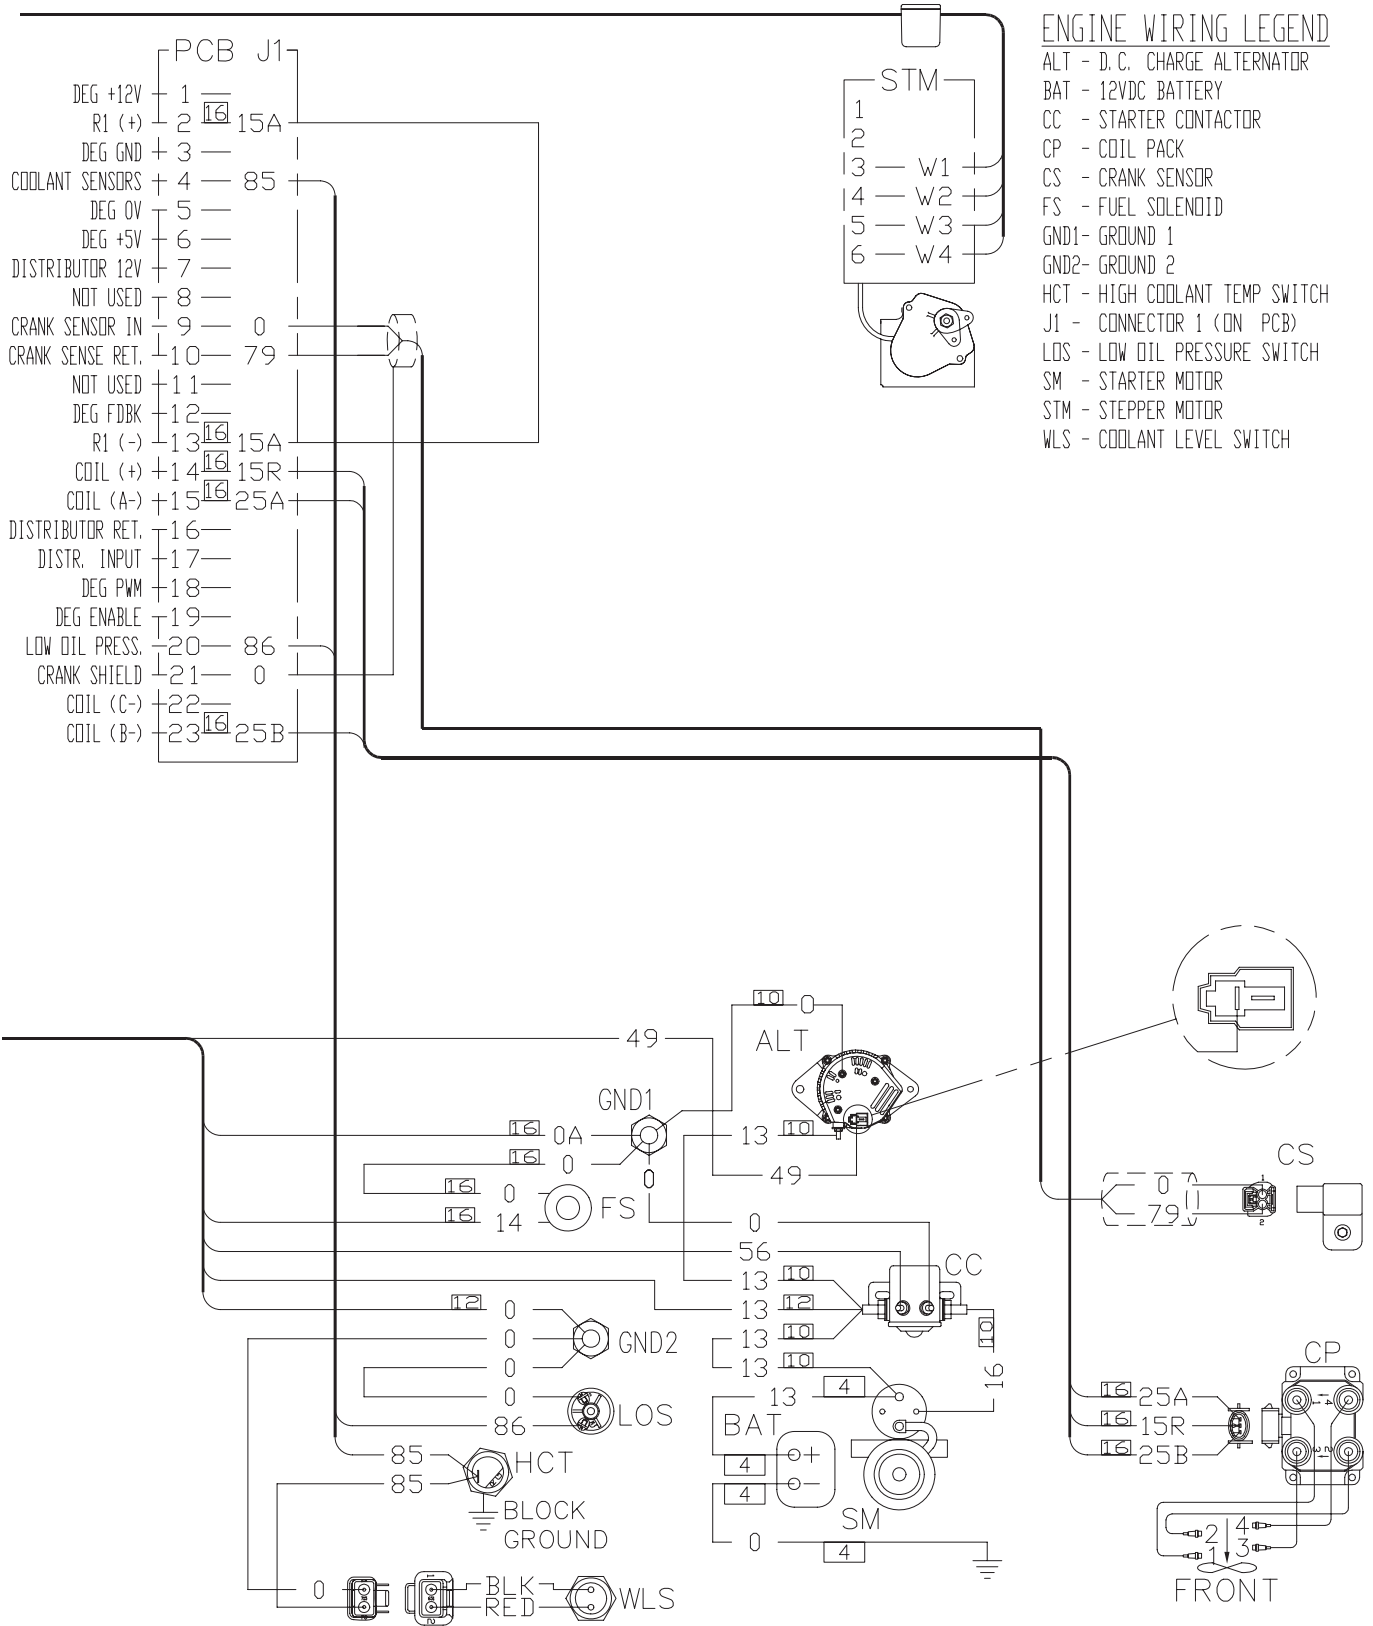 PCB J1
DEG +12V 1
R1 (+) 2 16 15A
DEG GND 3
COOLANT SENSORS 4 85
DEG 0V 5
DEG +5V 6
DISTRIBUTOR 12V 7
NOT USED 8
CRANK SENSOR IN 9 0
CRANK SENSE RET. 10 79
NOT USED 11
DEG FDBK 12
R1 (-) 13 16 15A
COIL (+) 14 16 15R
COIL (A-) 15 16 25A
DISTRIBUTOR RET. 16
DISTR. INPUT 17
DEG PWM 18
DEG ENABLE 19
LOW OIL PRESS. 20 86
CRANK SHIELD 21 0
COIL (C-) 22
COIL (B-) 23 16 25B
STM
1
2
3 W1
4 W2
5 W3
6 W4
ENGINE WIRING LEGEND
ALT - D.C. CHARGE ALTERNATOR
BAT - 12VDC BATTERY
CC - STARTER CONTACTOR
CP - COIL PACK
CS - CRANK SENSOR
FS - FUEL SOLENOID
GND1- GROUND 1
GND2- GROUND 2
HCT - HIGH COOLANT TEMP SWITCH
J1 - CONNECTOR 1 (ON PCB)
LOS - LOW OIL PRESSURE SWITCH
SM - STARTER MOTOR
STM - STEPPER MOTOR
WLS - COOLANT LEVEL SWITCH
10 0
49 ALT
GND1
16 0A 13 10
16 0
0 49
16 0 FS
16 14 0
56
CC
13 10
12 0 13 12
0 GND2 13 10
10
0 13 10
16
0 13 4
86 LOS BAT
85 HCT 4 +
85 4 -
BLOCK
GROUND
SM
0 4
0 1 2 BLK
RED WLS
CS
0 1
79 2
CP
16 25A 1 4
16 15R
16 25B 3 2
2 4
1 3
FRONT